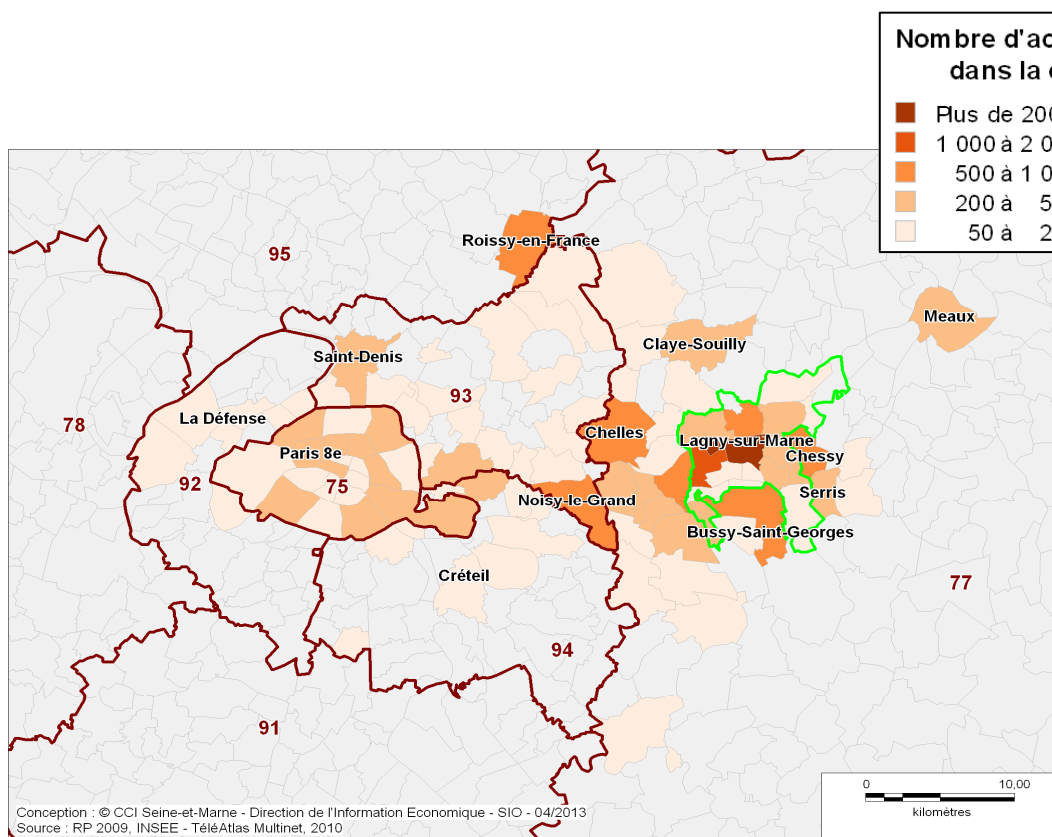 Nombre d'ac
dans la
Plus de 200
1 000 à 2 0
500 à 1 0
200 à 5
50 à 2
Roissy-en-France
95
Meaux
Claye-Souilly
Saint-Denis
93
La Défense
78
Chelles
Lagny-sur-Marne
Paris 8e
Chessy
92
75
Serris
Noisy-le-Grand
Bussy-Saint-Georges
Créteil
77
94
91
0 10,00
kilomètres
Conception : © CCI Seine-et-Marne - Direction de l'Information Economique - SIO - 04/2013
Source : RP 2009, INSEE - TéléAtlas Multinet, 2010